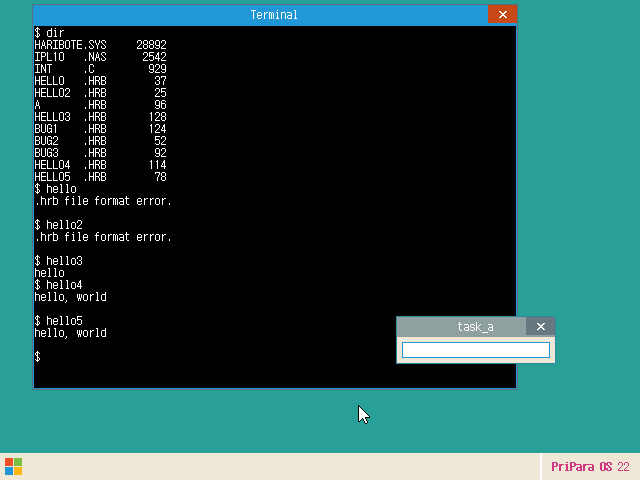 Terminal
$ dir
HARIBOTE.SYS     28892
IPL10   .NAS      2542
INT     .C         929
HELLO   .HRB        37
HELLO2  .HRB        25
A       .HRB        96
HELLO3  .HRB       128
BUG1    .HRB       124
BUG2    .HRB        52
BUG3    .HRB        92
HELLO4  .HRB       114
HELLO5  .HRB        78
$ hello
.hrb file format error.
$ hello2
.hrb file format error.
$ hello3
hello
$ hello4
hello, world
$ hello5
hello, world
$
task_a
PriPara OS 22